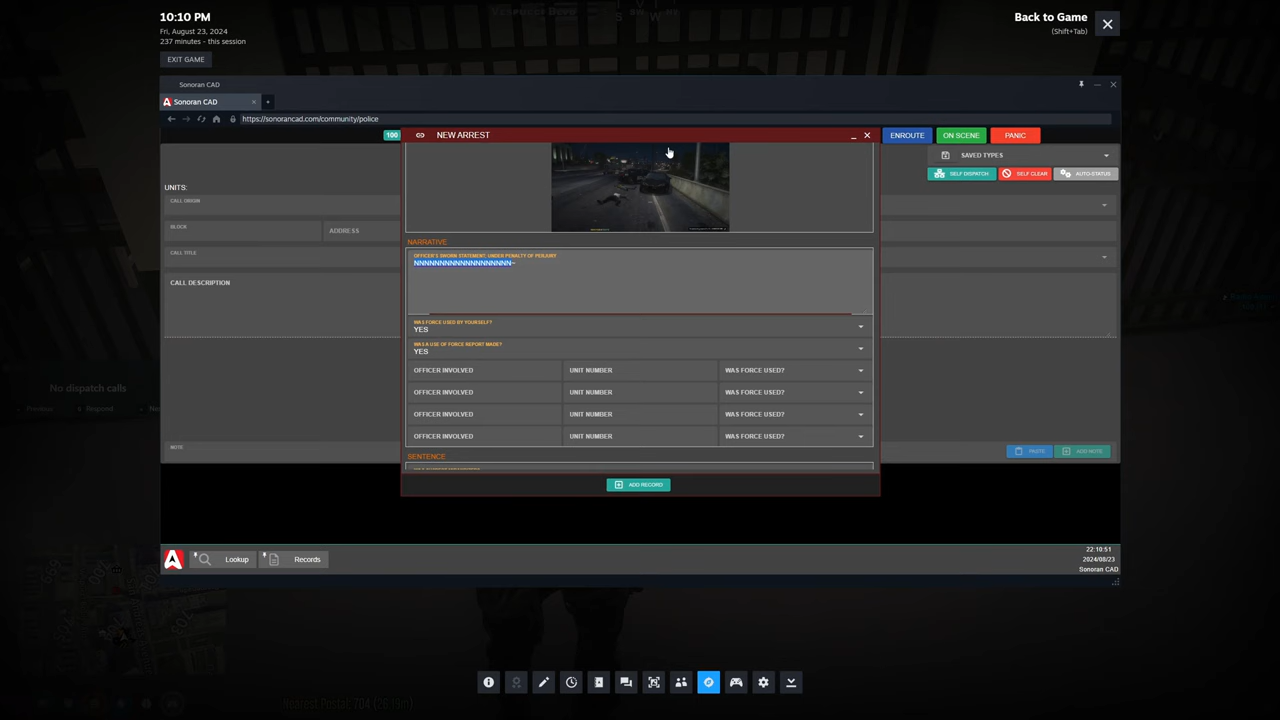 10:10 PM
Fri, August 23, 2024
237 minutes - this session
EXIT GAME
Back to Game
(Shift+Tab)
Sonoran CAD
Sonoran CAD
https://sonorancad.com/community/police
100
NEW ARREST
ENROUTE
ON SCENE
PANIC
SAVED TYPES
SELF DISPATCH
SELF CLEAR
AUTO-STATUS
UNITS:
CALL ORIGIN
BLOCK
ADDRESS
CALL TITLE
CALL DESCRIPTION
NARRATIVE
OFFICER'S SWORN STATEMENT; UNDER PENALTY OF PERJURY
WAS FORCE USED BY YOURSELF?
YES
WAS A USE OF FORCE REPORT MADE?
YES
OFFICER INVOLVED UNIT NUMBER WAS FORCE USED?
OFFICER INVOLVED UNIT NUMBER WAS FORCE USED?
OFFICER INVOLVED UNIT NUMBER WAS FORCE USED?
OFFICER INVOLVED UNIT NUMBER WAS FORCE USED?
SENTENCE
ADD RECORD
No dispatch calls
Previous
Respond
NOTE
PASTE
ADD NOTE
Lookup
Records
22:10:51
2024/08/23
Sonoran CAD
Nearest Postal: 704